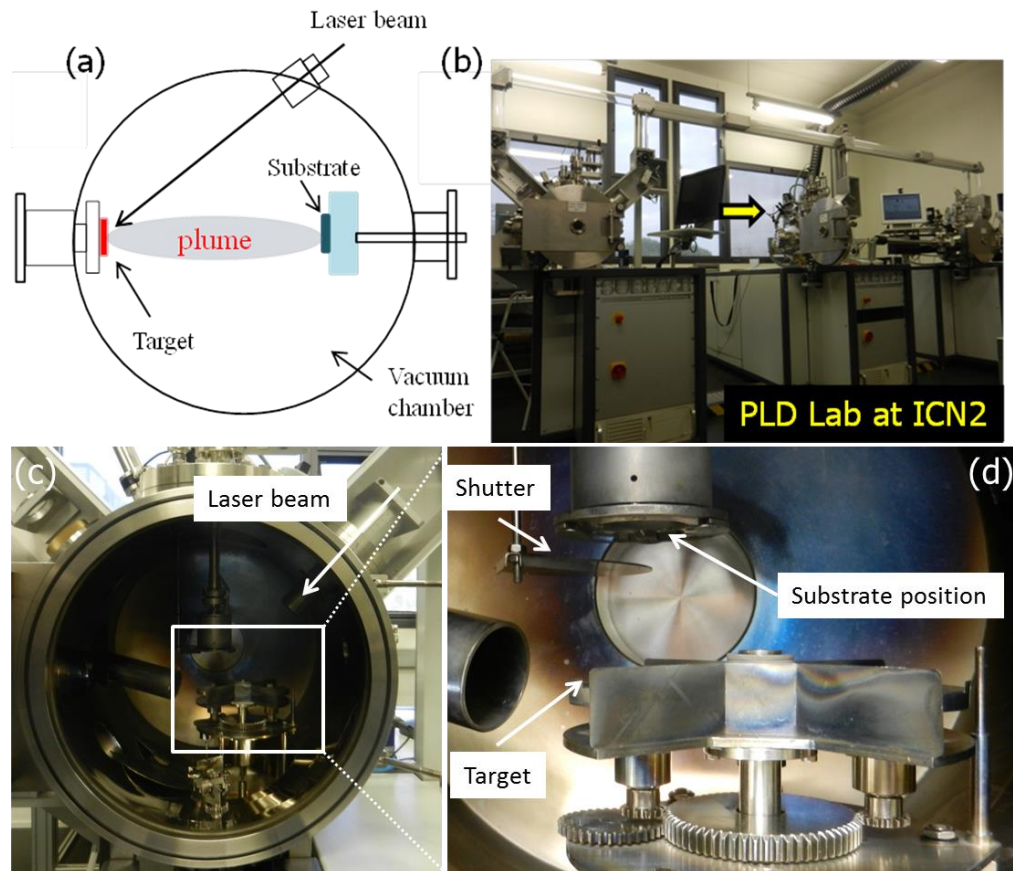 (a)
Laser beam
Substrate
plume
Target
Vacuum
chamber
(b)
PLD Lab at ICN2
(c)
Laser beam
(d)
Shutter
Substrate position
Target